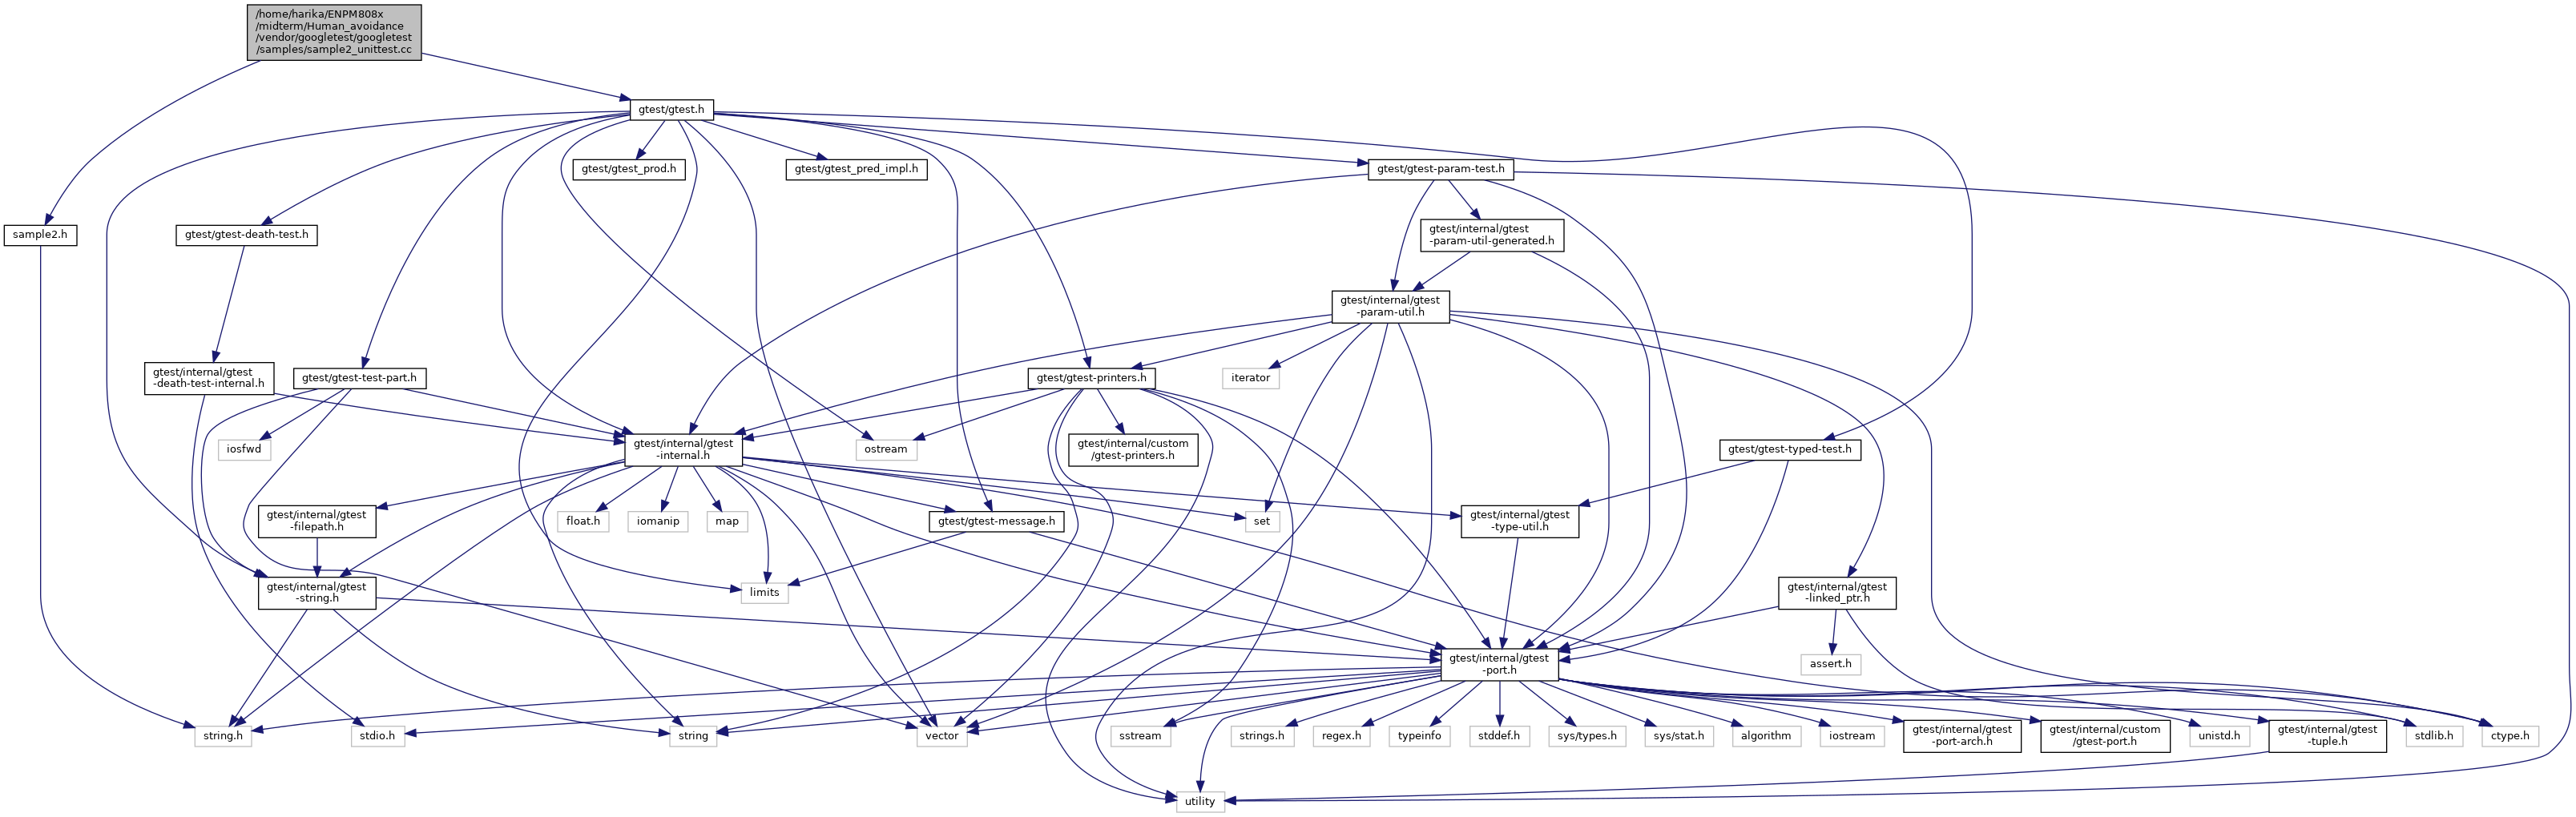 /home/harika/ENPM808x
/midterm/Human_avoidance
/vendor/googletest/googletest
/samples/sample2_unittest.cc
gtest/gtest.h
gtest/gtest_prod.h
gtest/gtest_pred_impl.h
gtest/gtest-param-test.h
sample2.h
gtest/gtest-death-test.h
gtest/internal/gtest
-param-util-generated.h
gtest/internal/gtest
-param-util.h
gtest/internal/gtest
-death-test-internal.h
gtest/gtest-test-part.h
gtest/gtest-printers.h
iterator
iosfwd
gtest/internal/gtest
-internal.h
ostream
gtest/internal/custom
/gtest-printers.h
gtest/gtest-typed-test.h
gtest/internal/gtest
-filepath.h
float.h
iomanip
map
gtest/gtest-message.h
set
gtest/internal/gtest
-type-util.h
gtest/internal/gtest
-string.h
limits
gtest/internal/gtest
-linked_ptr.h
gtest/internal/gtest
-port.h
assert.h
string.h
stdio.h
string
vector
sstream
strings.h
regex.h
typeinfo
stddef.h
sys/types.h
sys/stat.h
algorithm
iostream
gtest/internal/gtest
-port-arch.h
gtest/internal/custom
/gtest-port.h
unistd.h
gtest/internal/gtest
-tuple.h
stdlib.h
ctype.h
utility